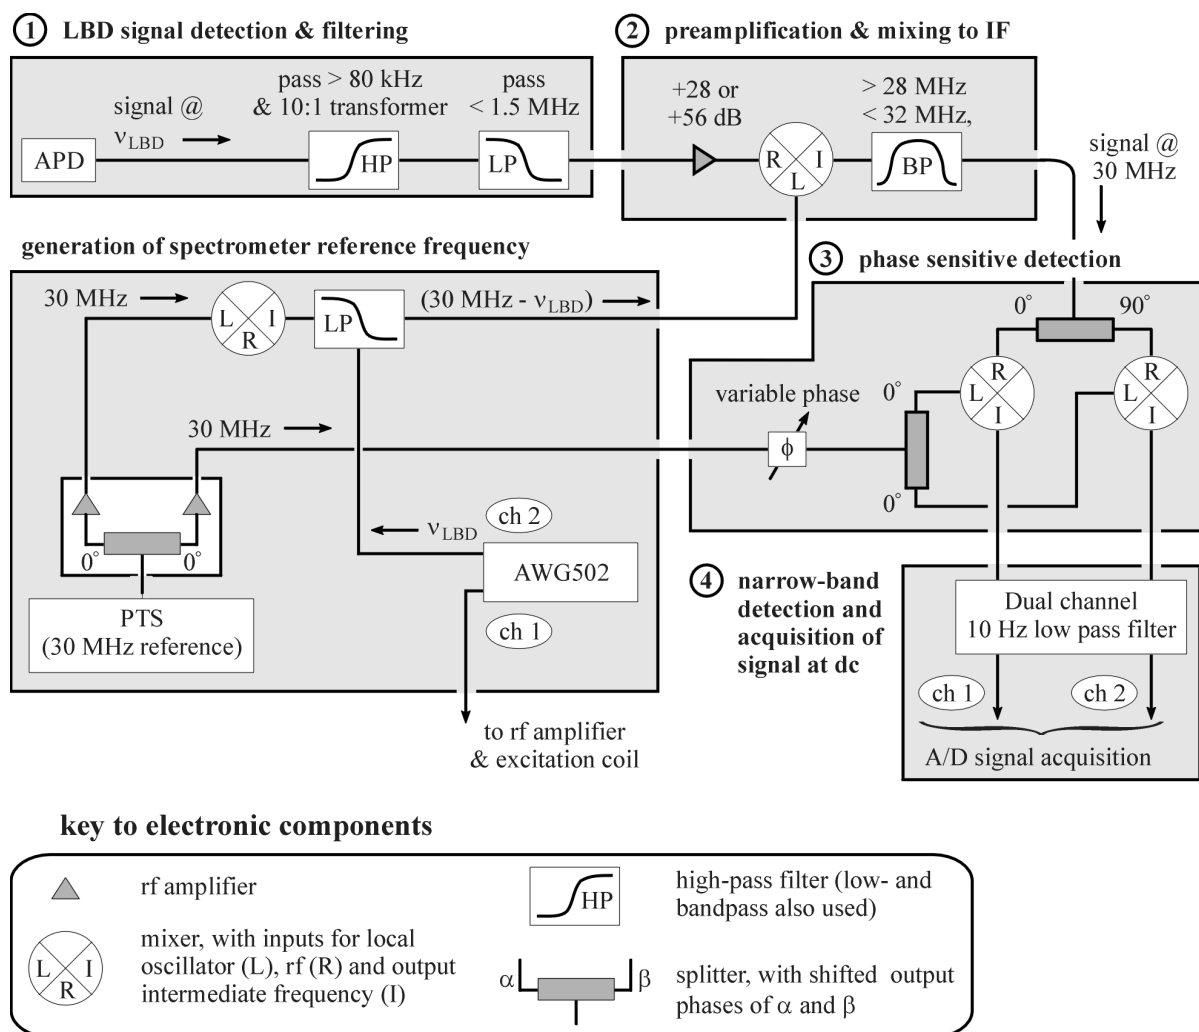 1 LBD signal detection & filtering
pass > 80 kHz
& 10:1 transformer
pass
< 1.5 MHz
signal @
νLBD
APD
HP
LP
2 preamplification & mixing to IF
+28 or
+56 dB
> 28 MHz
< 32 MHz,
R I
L
BP
signal @
30 MHz
generation of spectrometer reference frequency
30 MHz
L I
R
LP
(30 MHz - νLBD)
30 MHz
0° 0°
PTS
(30 MHz reference)
νLBD
ch 2
AWG502
ch 1
to rf amplifier
& excitation coil
3 phase sensitive detection
0° 90°
R
L
I
R
L
I
variable phase
ϕ
0°
0°
4 narrow-band
detection and
acquisition of
signal at dc
Dual channel
10 Hz low pass filter
ch 1
ch 2
A/D signal acquisition
key to electronic components
rf amplifier
L I
R
mixer, with inputs for local
oscillator (L), rf (R) and output
intermediate frequency (I)
HP
high-pass filter (low- and
bandpass also used)
α β
splitter, with shifted output
phases of α and β